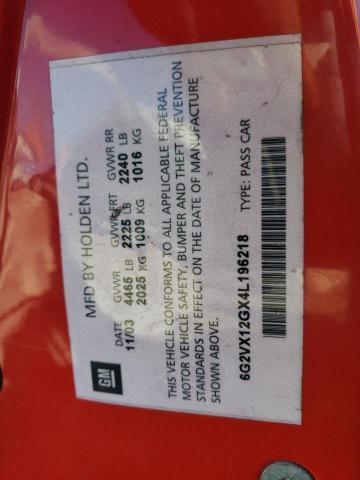 MFD BY HOLDEN LTD.
GM
DATE GVWR GVWR FRT GVWR RR
11/03 4465 LB 2225 LB 2240 LB
2025 KG 1009 KG 1016 KG
THIS VEHICLE CONFORMS TO ALL APPLICABLE FEDERAL
MOTOR VEHICLE SAFETY, BUMPER AND THEFT PREVENTION
STANDARDS IN EFFECT ON THE DATE OF MANUFACTURE
SHOWN ABOVE.
6G2VX12GX4L196218 TYPE: PASS CAR